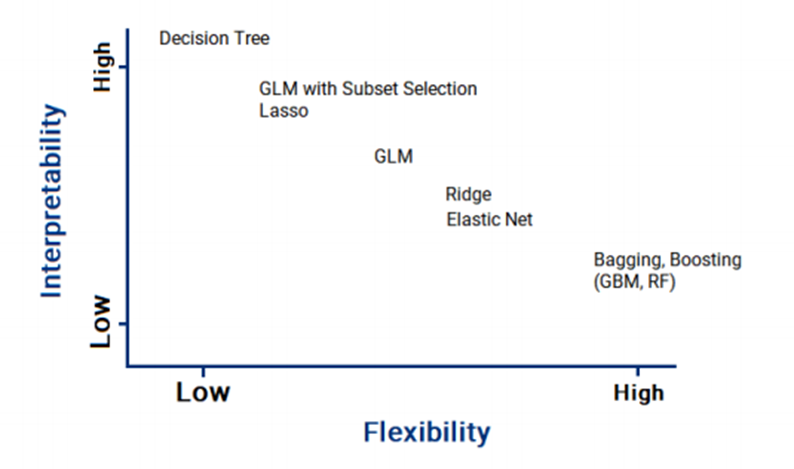 High
Low
Interpretability
Decision Tree
GLM with Subset Selection
Lasso
GLM
Ridge
Elastic Net
Bagging, Boosting
(GBM, RF)
Low
High
Flexibility